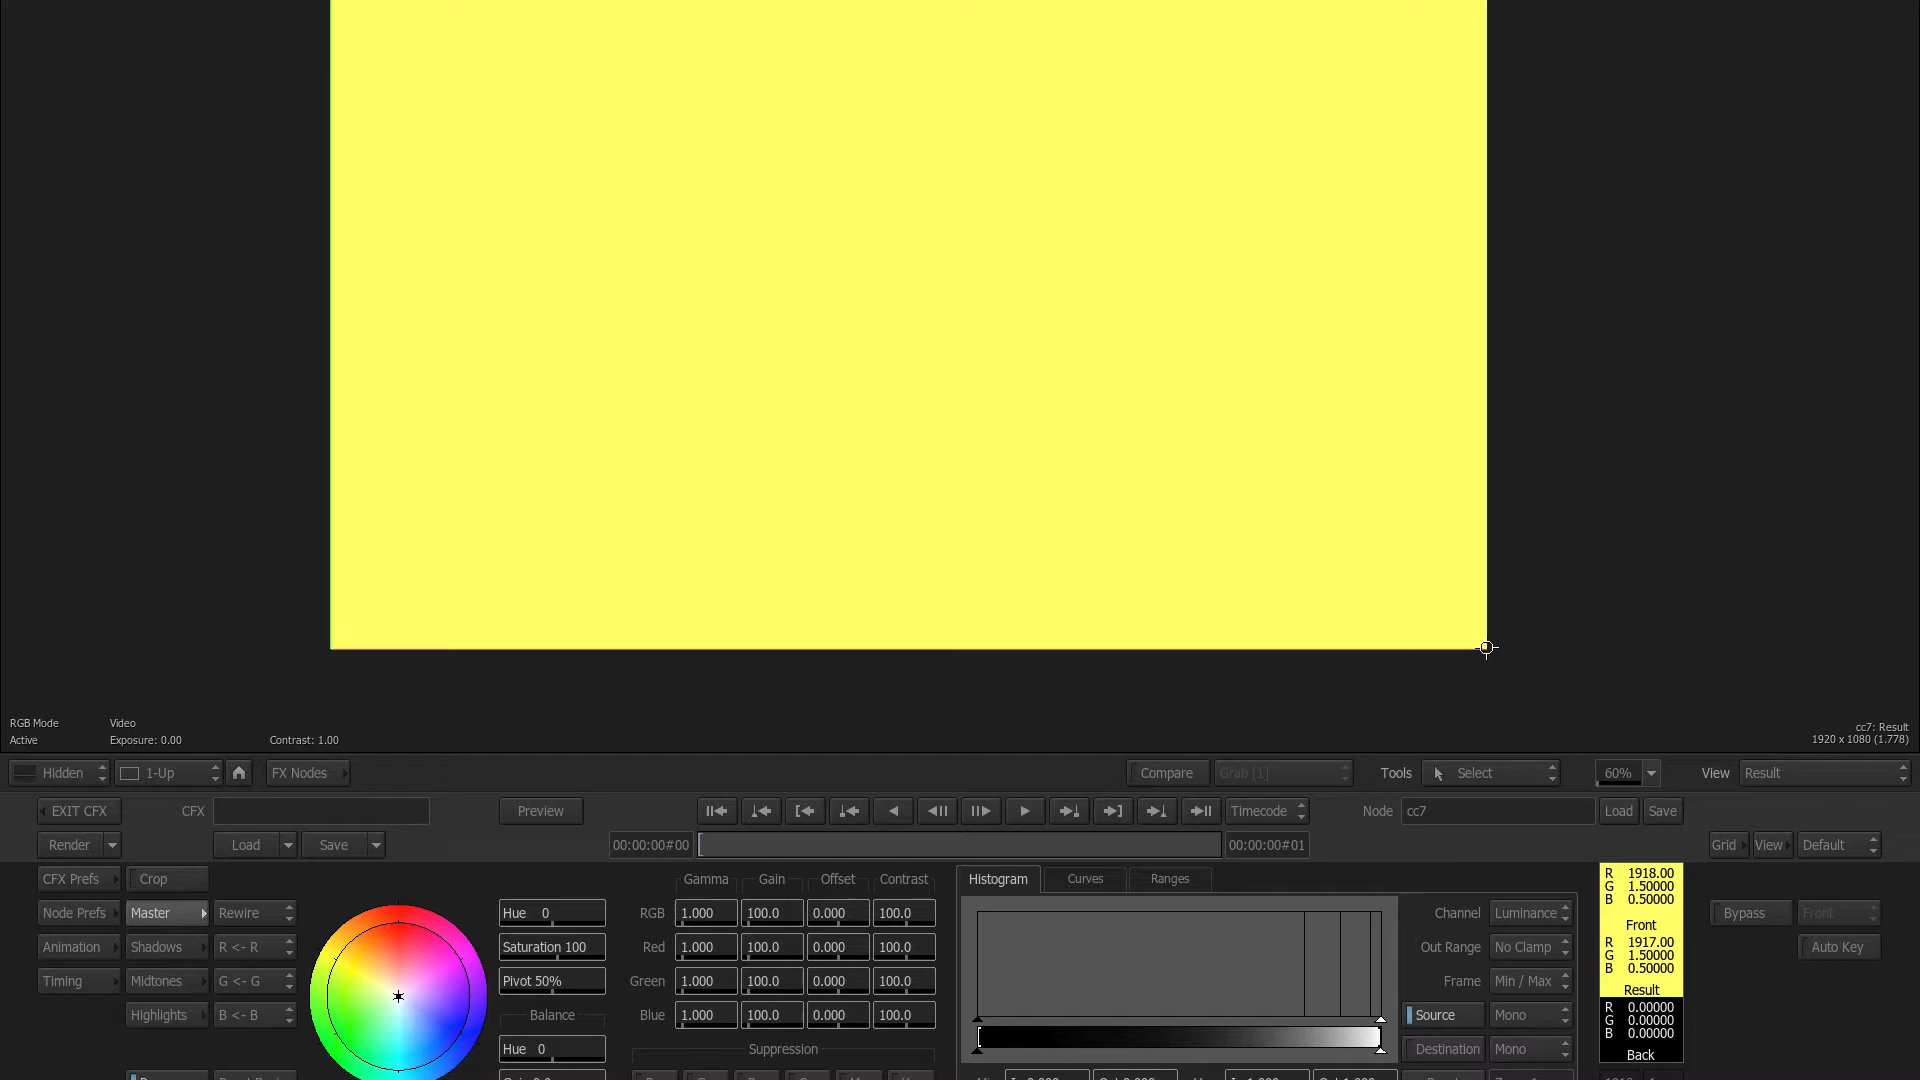 RGB Mode Video
Active Exposure: 0.00 Contrast: 1.00
cc7: Result
1920 x 1080 (1.778)
Hidden 1-Up FX Nodes Compare Grab [1] Tools Select 60% View Result
EXIT CFX CFX Preview Timecode Node cc7 Load Save
Render Load Save 00:00:00#00 00:00:00#01 Grid View Default
CFX Prefs Crop Gamma Gain Offset Contrast Histogram Curves Ranges
Node Prefs Master Rewire Hue 0 RGB 1.000 100.0 0.000 100.0 Channel Luminance Bypass Front
Animation Shadows R <- R Saturation 100 Red 1.000 100.0 0.000 100.0 Out Range No Clamp Auto Key
Timing Midtones G <- G Pivot 50% Green 1.000 100.0 0.000 100.0 Frame Min / Max
Highlights B <- B Balance Blue 1.000 100.0 0.000 100.0 Source Mono
Hue 0 Suppression Destination Mono
R 1918.00
G 1.50000
B 0.50000
Front
R 1917.00
G 1.50000
B 0.50000
Result
R 0.00000
G 0.00000
B 0.00000
Back